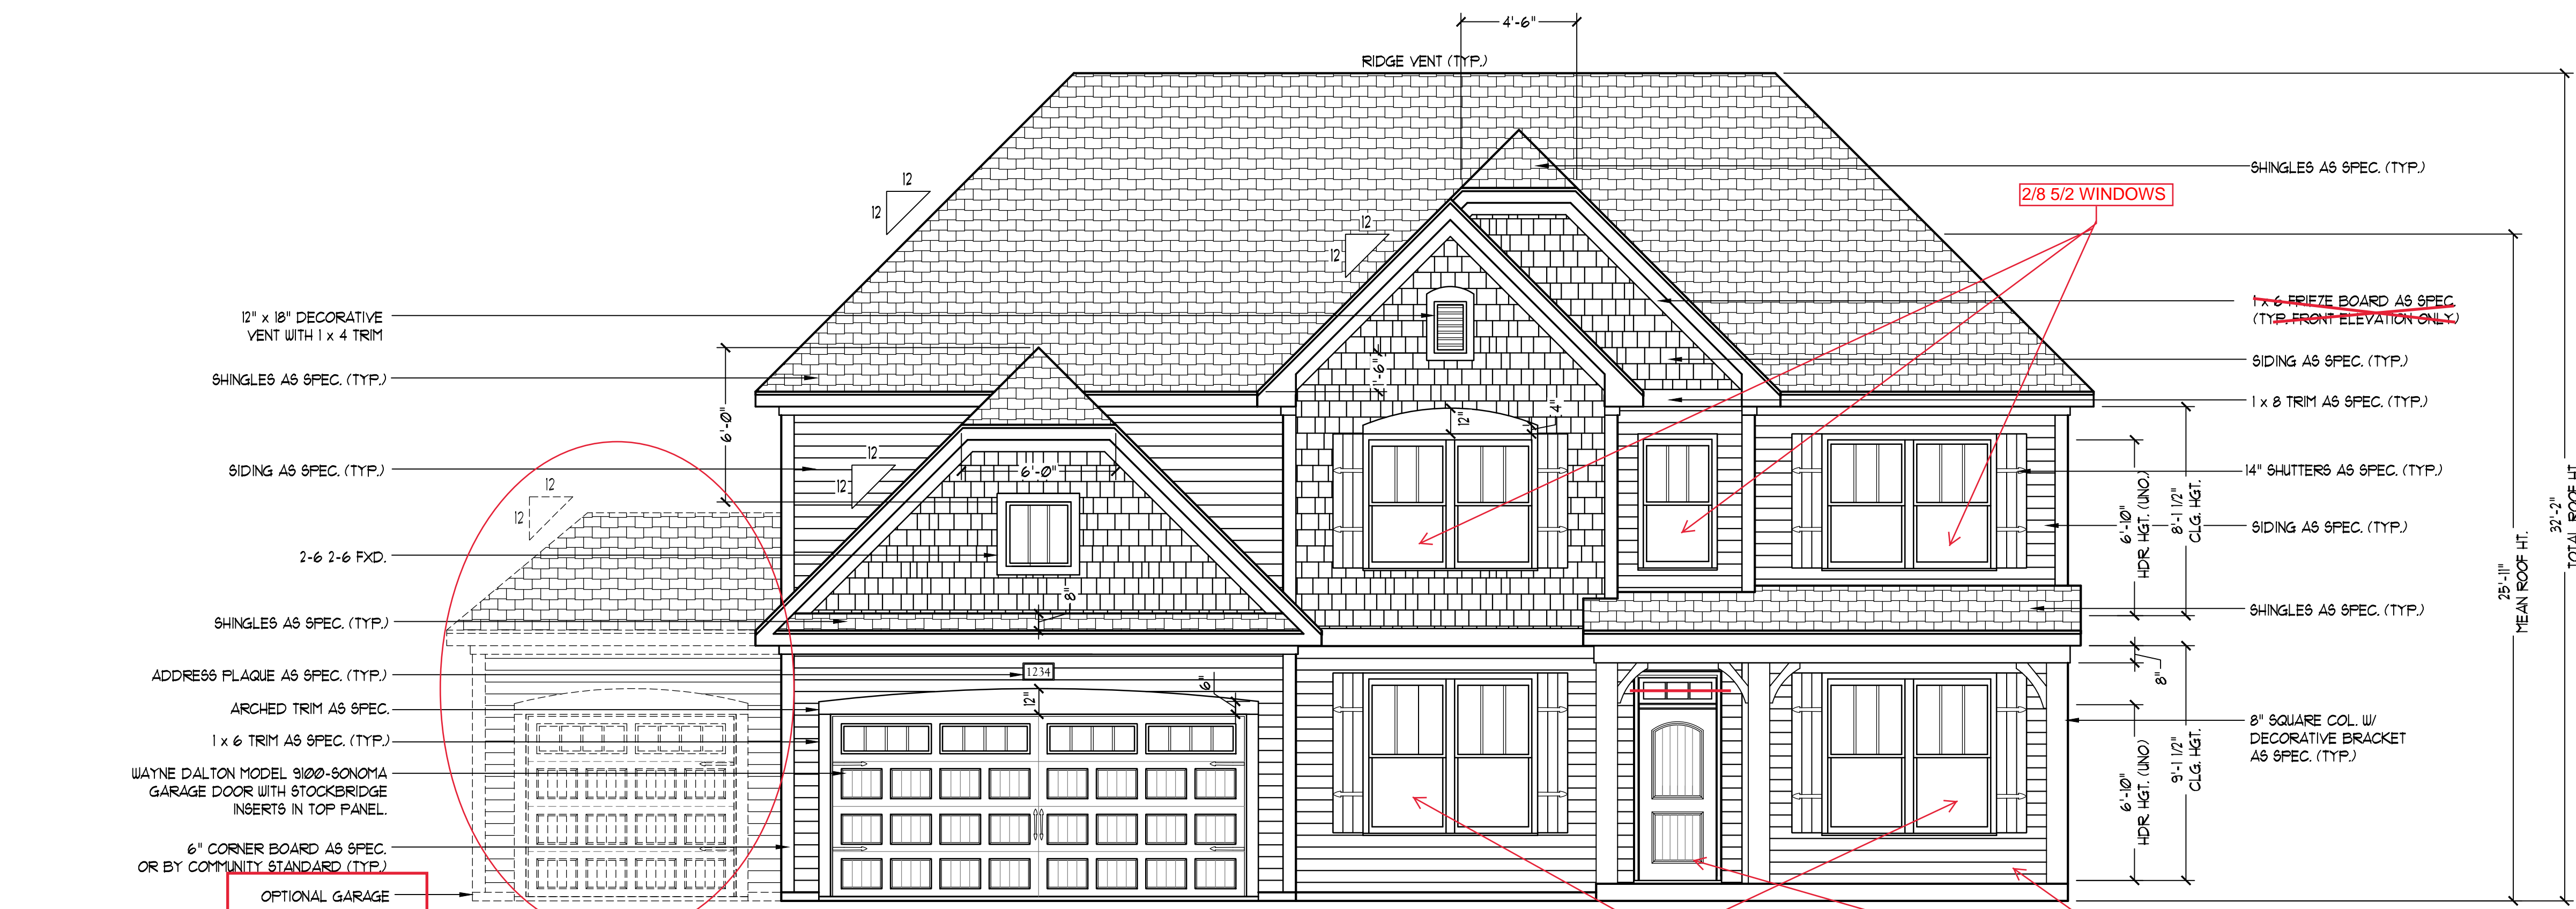 4'-6"
RIDGE VENT (TYP.)
12
12
12
12
SHINGLES AS SPEC. (TYP.)
2/8 5/2 WINDOWS
1 x 6 FRIEZE BOARD AS SPEC.
(TYP. FRONT ELEVATION ONLY)
SIDING AS SPEC. (TYP.)
1 x 8 TRIM AS SPEC. (TYP.)
14" SHUTTERS AS SPEC. (TYP.)
SIDING AS SPEC. (TYP.)
SHINGLES AS SPEC. (TYP.)
8" SQUARE COL. W/
DECORATIVE BRACKET
AS SPEC. (TYP.)
12" x 18" DECORATIVE
VENT WITH 1 x 4 TRIM
SHINGLES AS SPEC. (TYP.)
SIDING AS SPEC. (TYP.)
2-6 2-6 FXD.
SHINGLES AS SPEC. (TYP.)
ADDRESS PLAQUE AS SPEC. (TYP.)
ARCHED TRIM AS SPEC.
1 x 6 TRIM AS SPEC. (TYP.)
WAYNE DALTON MODEL 9100-SONOMA
GARAGE DOOR WITH STOCKBRIDGE
INSERTS IN TOP PANEL.
6" CORNER BOARD AS SPEC.
OR BY COMMUNITY STANDARD (TYP.)
OPTIONAL GARAGE
12
12
6'-0"
12
12
6'-0"
8"
1234
12"
6"
12"
4"
6'-10"
HDR. HGT. (UNO.)
8'-1 1/2"
CLG. HGT.
8"
6'-10"
HDR. HGT. (UNO)
9'-1 1/2"
CLG. HGT.
25'-11"
MEAN ROOF HT.
32'-2"
TOTAL ROOF HT.